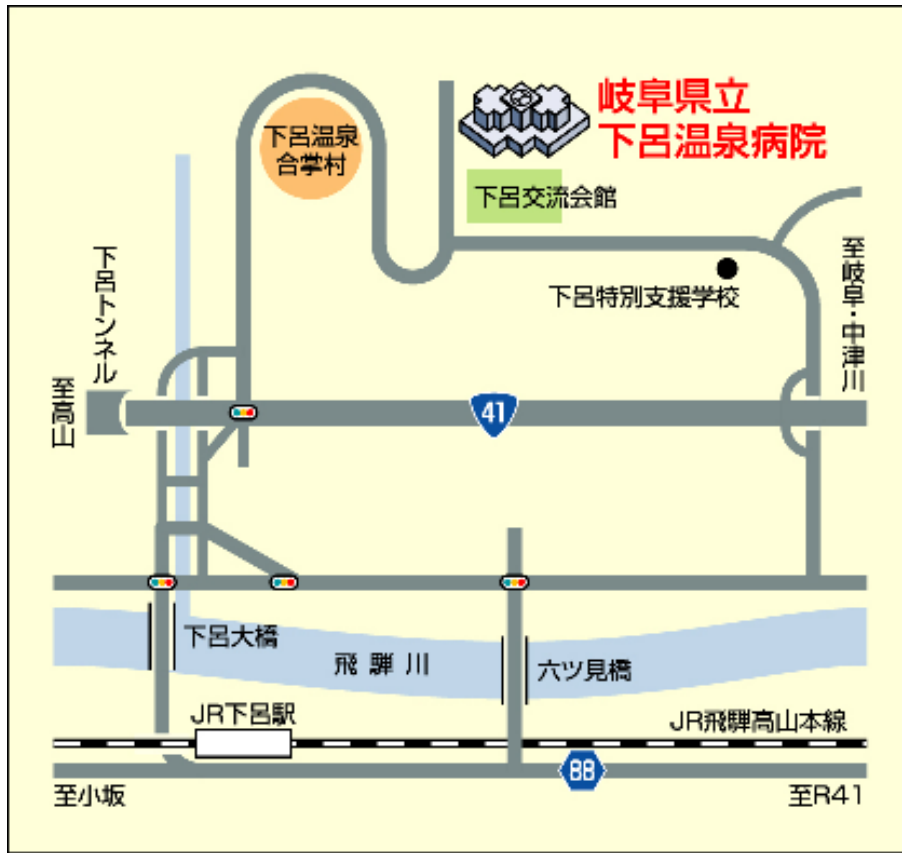 岐阜県立
下呂温泉病院
下呂温泉
合掌村
下呂交流会館
下呂特別支援学校
下呂トンネル
至高山
至岐阜・中津川
41
下呂大橋
飛騨川
六ツ見橋
JR下呂駅
JR飛騨高山本線
88
至小坂
至R41